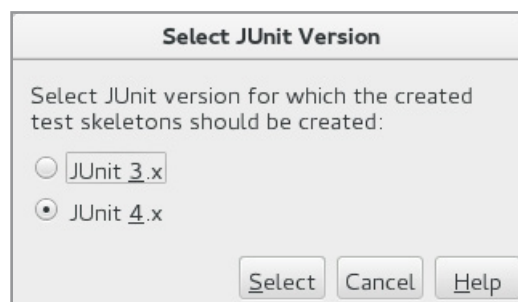 Select JUnit Version
Select JUnit version for which the created
test skeletons should be created:
JUnit 3.x
JUnit 4.x
Select Cancel Help